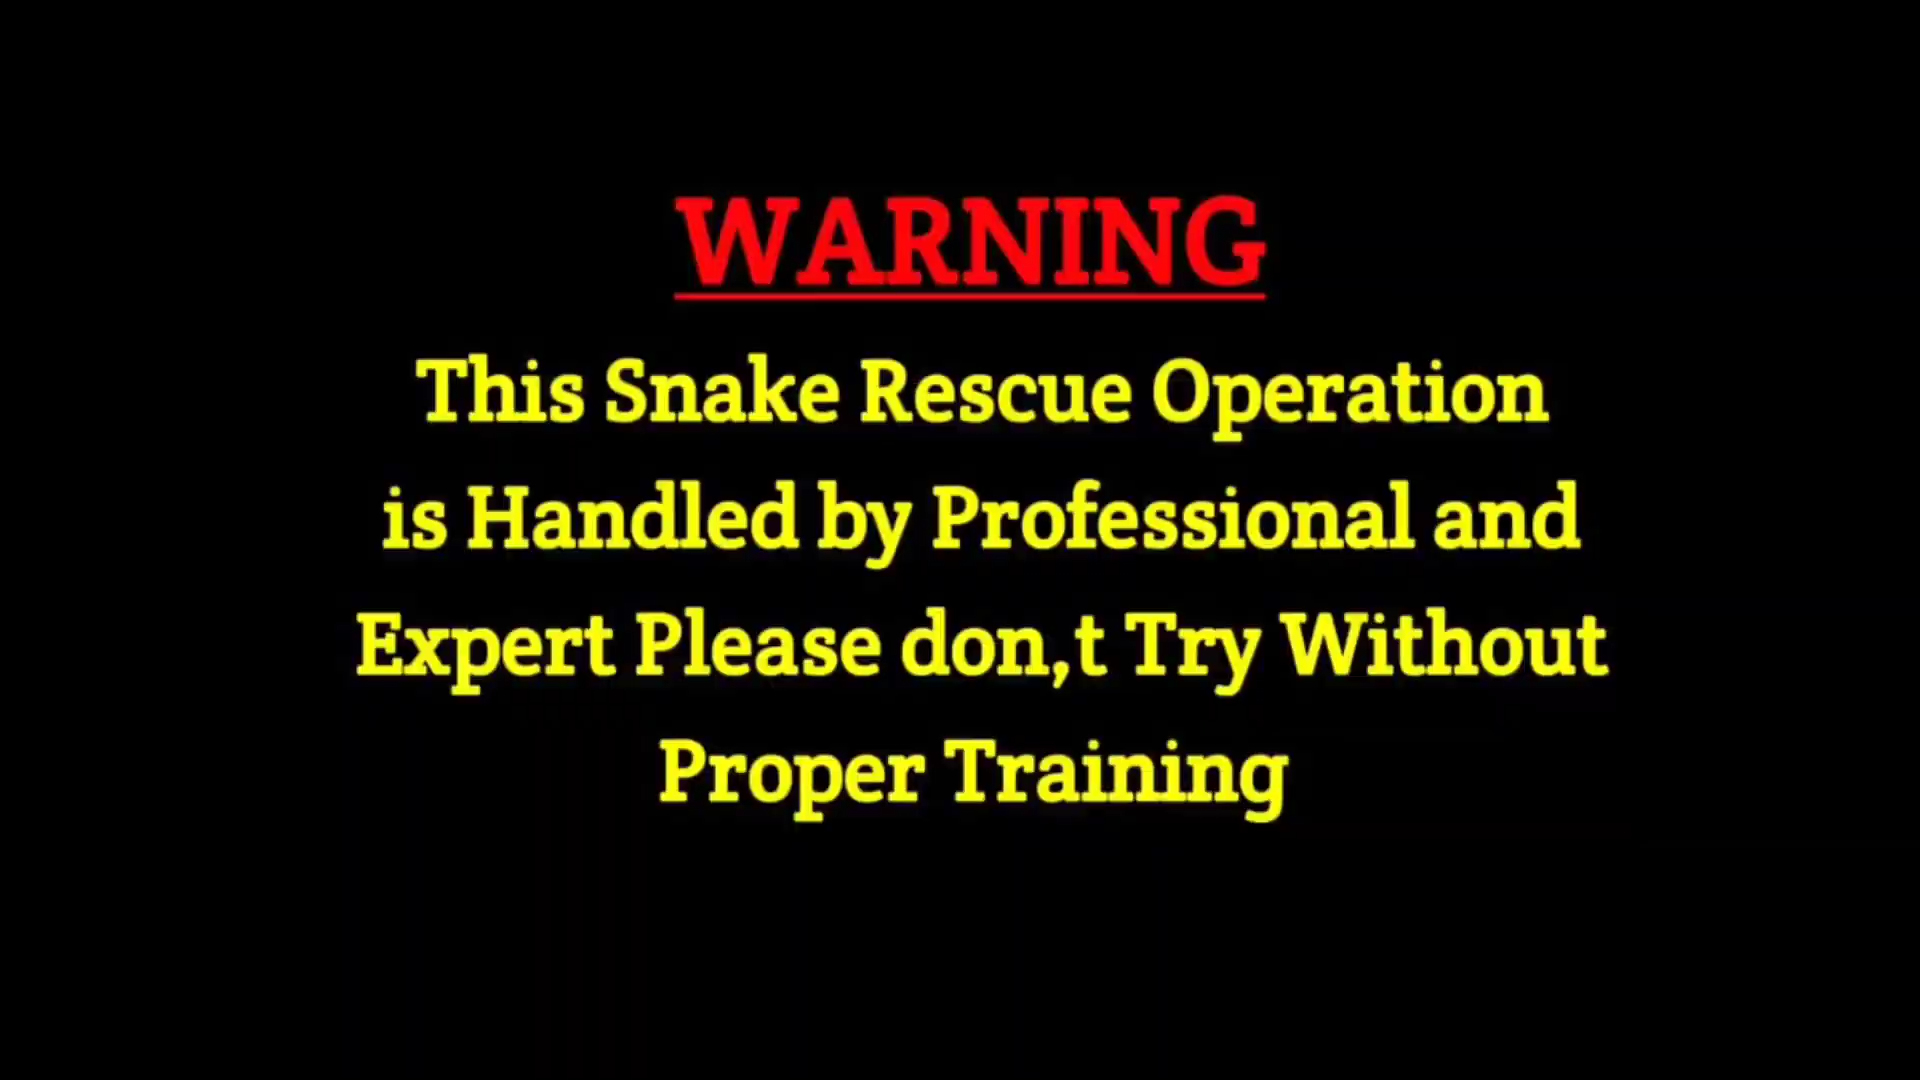 WARNING
This Snake Rescue Operation
is Handled by Professional and
Expert Please don,t Try Without
Proper Training